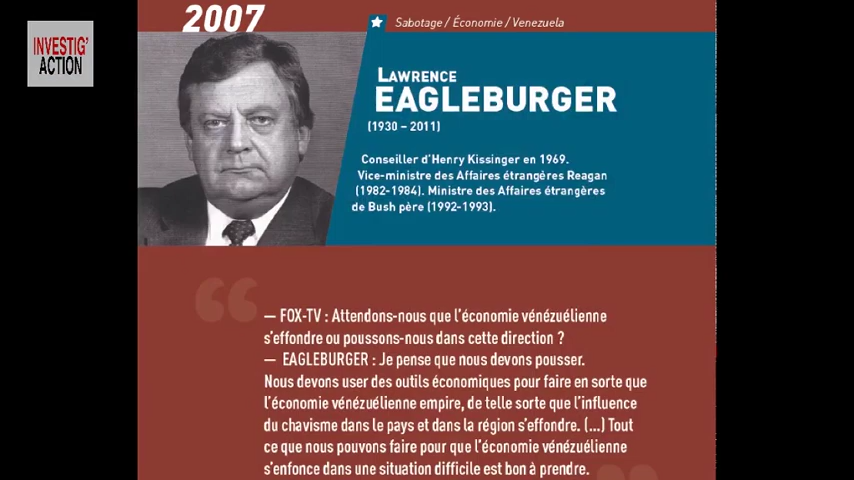 INVESTIG'
ACTION
2007
Sabotage / Économie / Venezuela
LAWRENCE
EAGLEBURGER
(1930 – 2011)
Conseiller d'Henry Kissinger en 1969.
Vice-ministre des Affaires étrangères Reagan
(1982-1984). Ministre des Affaires étrangères
de Bush père (1992-1993).
“
— FOX-TV : Attendons-nous que l'économie vénézuélienne
s'effondre ou poussons-nous dans cette direction ?
— EAGLEBURGER : Je pense que nous devons pousser.
Nous devons user des outils économiques pour faire en sorte que
l'économie vénézuélienne empire, de telle sorte que l'influence
du chavisme dans le pays et dans la région s'effondre. (...) Tout
ce que nous pouvons faire pour que l'économie vénézuélienne
s'enfonce dans une situation difficile est bon à prendre.
”